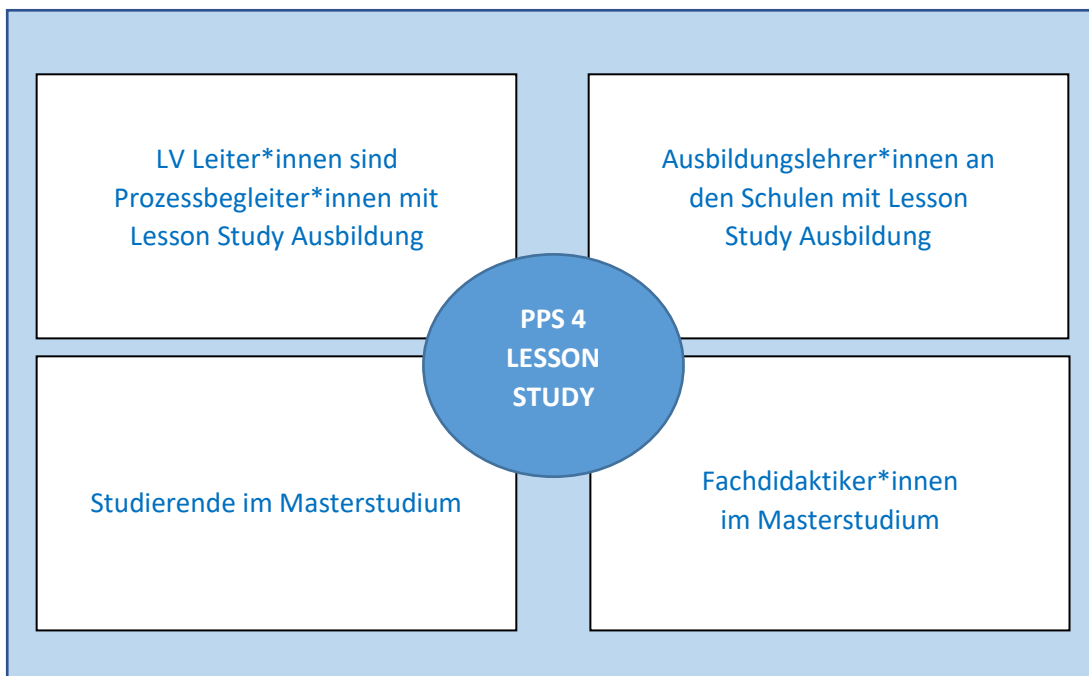 LV Leiter*innen sind
Prozessbegleiter*innen mit
Lesson Study Ausbildung
Ausbildungslehrer*innen an
den Schulen mit Lesson
Study Ausbildung
PPS 4
LESSON
STUDY
Studierende im Masterstudium
Fachdidaktiker*innen
im Masterstudium